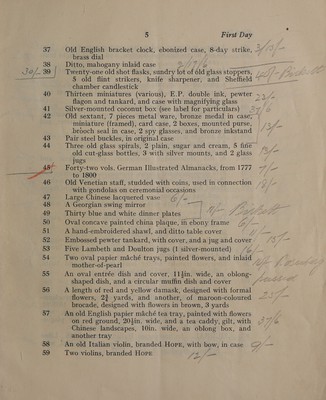 5
First Day
37 Old English bracket clock, ebonized case, 8-day strike,
brass dial
38 Ditto, mahogany inlaid case
30/- 39 Twenty-one old shot flasks, sundry lot of old glass stoppers,
5 old flint strikers, knife sharpener, and Sheffield
chamber candlestick
40 Thirteen miniatures (various), E.P. double ink, pewter
flagon and tankard, and case with magnifying glass
41 Silver-mounted cocoanut box (see label for particulars)
42 Old sextant, 7 pieces metal ware, bronze medal in case,
miniature (framed), card case, 2 boxes, mounted purse,
brooch seal in case, 2 spy glasses, and bronze inkstand
43 Pair steel buckles, in original case
44 Three old glass spirals, 2 plain, sugar and cream, 5 fine
old cut-glass bottles, 3 with silver mounts, and 2 glass
jugs
45 Forty-two vols. German Illustrated Almanacks, from 1777
to 1800
46 Old Venetian staff, studded with coins, used in connection
with gondolas on ceremonial occasions
47 Large Chinese lacquered vase 6/-
48 A Georgian swing mirror
49 Thirty blue and white dinner plates
50 Oval concave painted china plaque, in ebony frame
51 A hand-embroidered shawl, and ditto table cover
52 Embossed pewter tankard, with cover, and a jug and cover
53 Five Lambeth and Doulton jugs (1 silver-mounted)
54 Two oval papier mâché trays, painted flowers, and inlaid
mother-of-pearl
55 An oval entrée dish and cover, 11½in. wide, an oblong-
shaped dish, and a circular muffin dish and cover
56 A length of red and yellow damask, designed with formal
flowers, 2¾ yards, and another, of maroon-coloured
brocade, designed with flowers in brown, 3 yards
57 An old English papier mâché tea tray, painted with flowers
on red ground, 20½in. wide, and a tea caddy, gilt, with
Chinese landscapes, 10in. wide, an oblong box, and
another tray
37/6
58 An old Italian violin, branded HOPE, with bow, in case 9/-
59 Two violins, branded HOPE 12/-